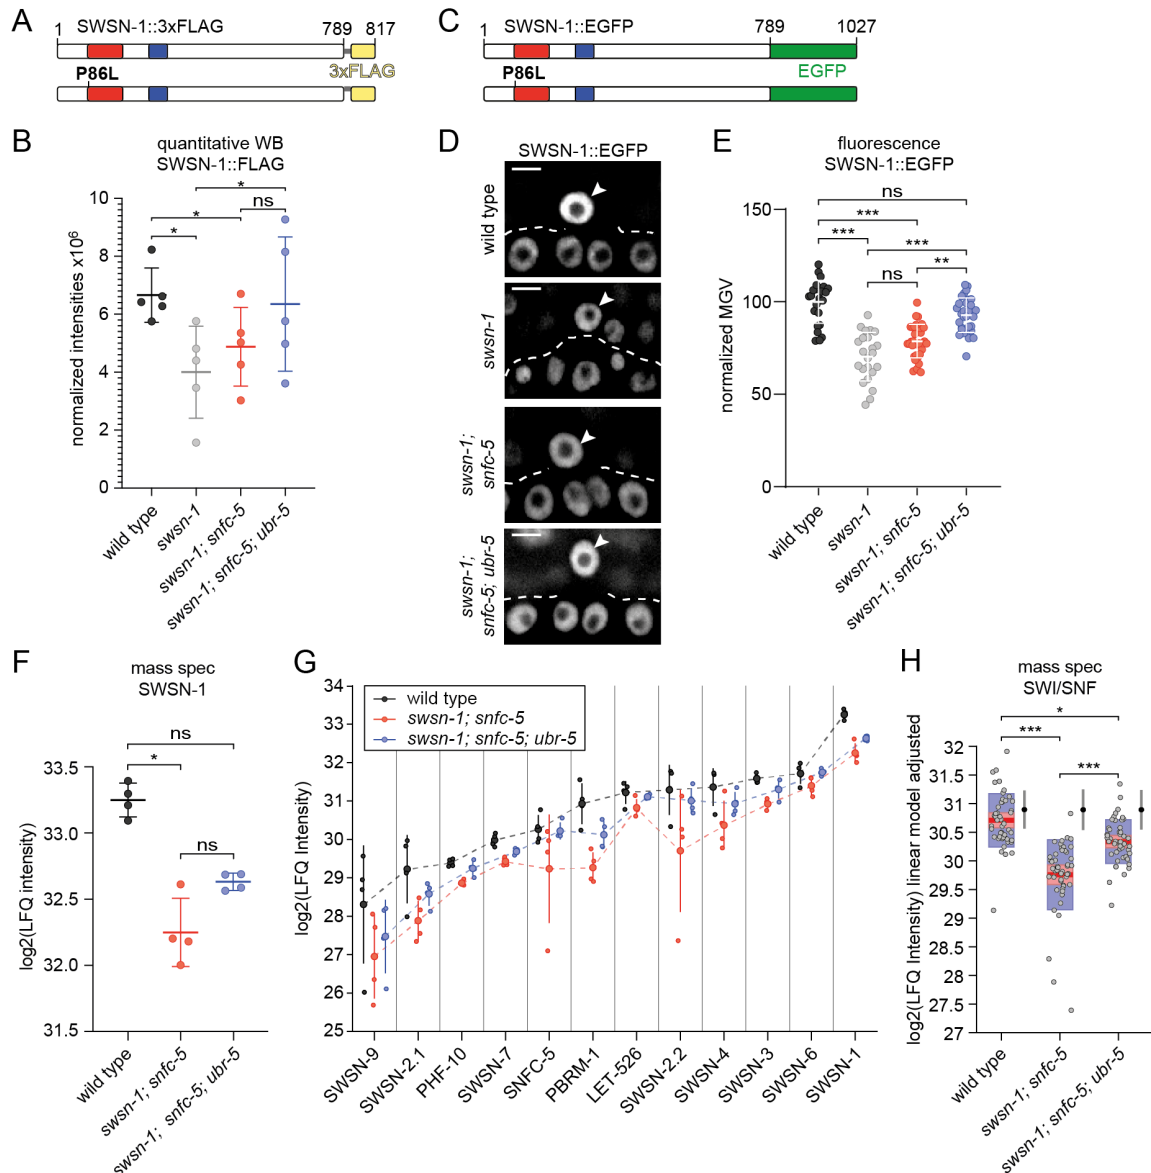 A
1 SWSN-1::3xFLAG 789 817
3xFLAG
P86L
C
1 SWSN-1::EGFP 789 1027
EGFP
P86L
B
quantitative WB
SWSN-1::FLAG
*
ns
*
*
normalized intensities x10⁶
10
8
6
4
2
0
wild type
swsn-1
swsn-1; snfc-5
swsn-1; snfc-5; ubr-5
D
SWSN-1::EGFP
wild type
swsn-1
swsn-1;
snfc-5
swsn-1;
snfc-5; ubr-5
E
fluorescence
SWSN-1::EGFP
ns
***
***
***
**
ns
normalized MGV
150
100
50
0
wild type
swsn-1
swsn-1; snfc-5
swsn-1; snfc-5; ubr-5
F
mass spec
SWSN-1
ns
*
ns
log2(LFQ intensity)
33.5
33.0
32.5
32.0
31.5
wild type
swsn-1; snfc-5
swsn-1; snfc-5; ubr-5
G
wild type
swsn-1; snfc-5
swsn-1; snfc-5; ubr-5
log2(LFQ Intensity)
34
33
32
31
30
29
28
27
26
25
SWSN-9
SWSN-2.1
PHF-10
SWSN-7
SNFC-5
PBRM-1
LET-526
SWSN-2.2
SWSN-4
SWSN-3
SWSN-6
SWSN-1
H
mass spec
SWI/SNF
*
***
***
log2(LFQ Intensity) linear model adjusted
32
31.5
31
30.5
30
29.5
29
28.5
28
27.5
27
wild type
swsn-1; snfc-5
swsn-1; snfc-5; ubr-5